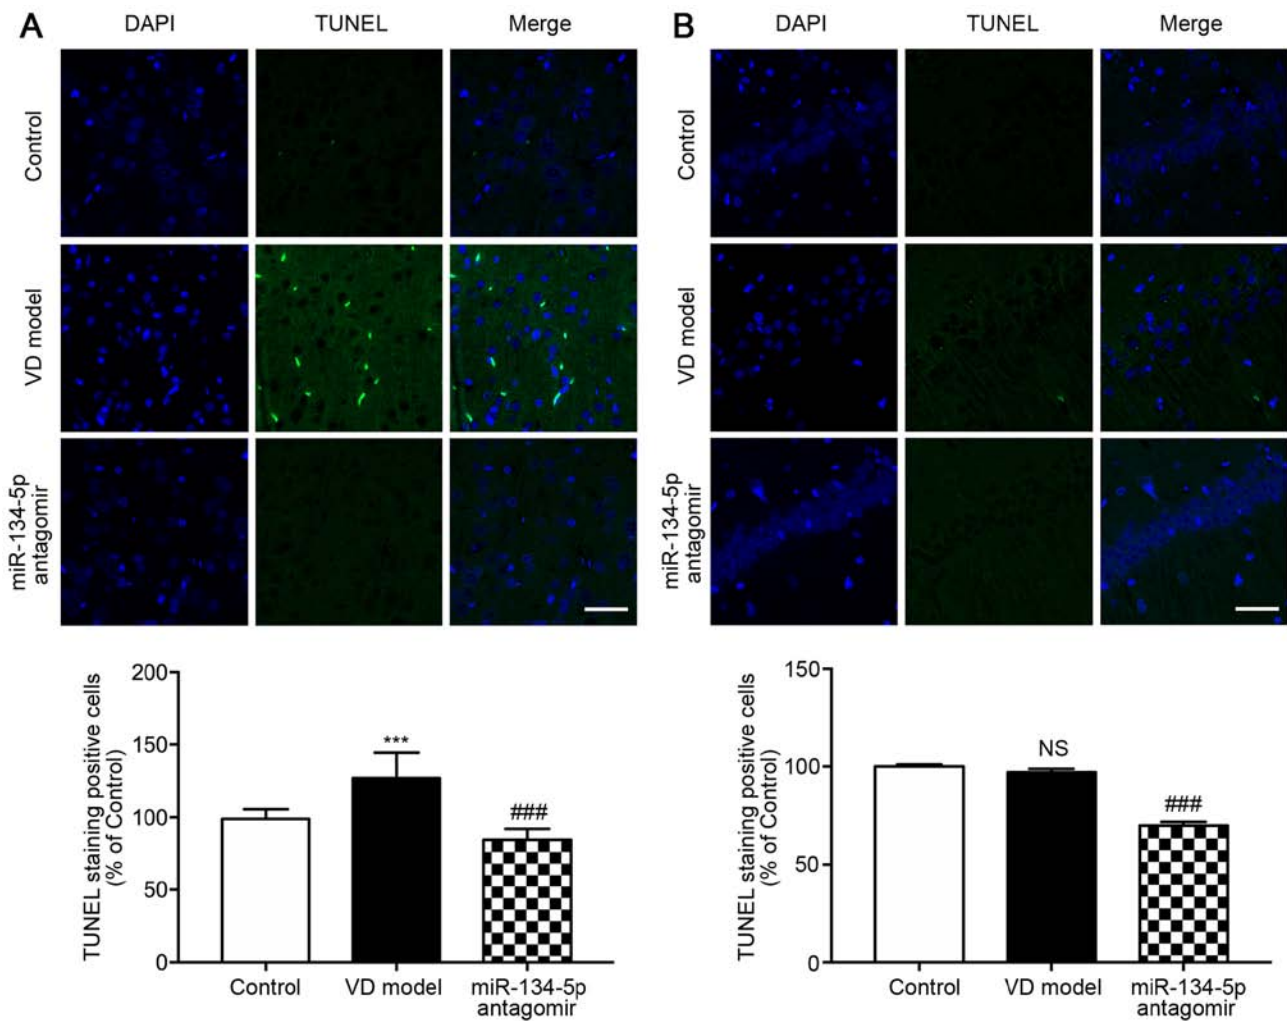 A
DAPI
TUNEL
Merge
Control
VD model
miR-134-5p
antagomir
TUNEL staining positive cells
(% of Control)
200
150
100
50
0
***
###
Control
VD model
miR-134-5p
antagomir
B
DAPI
TUNEL
Merge
Control
VD model
miR-134-5p
antagomir
TUNEL staining positive cells
(% of Control)
150
100
50
0
NS
###
Control
VD model
miR-134-5p
antagomir